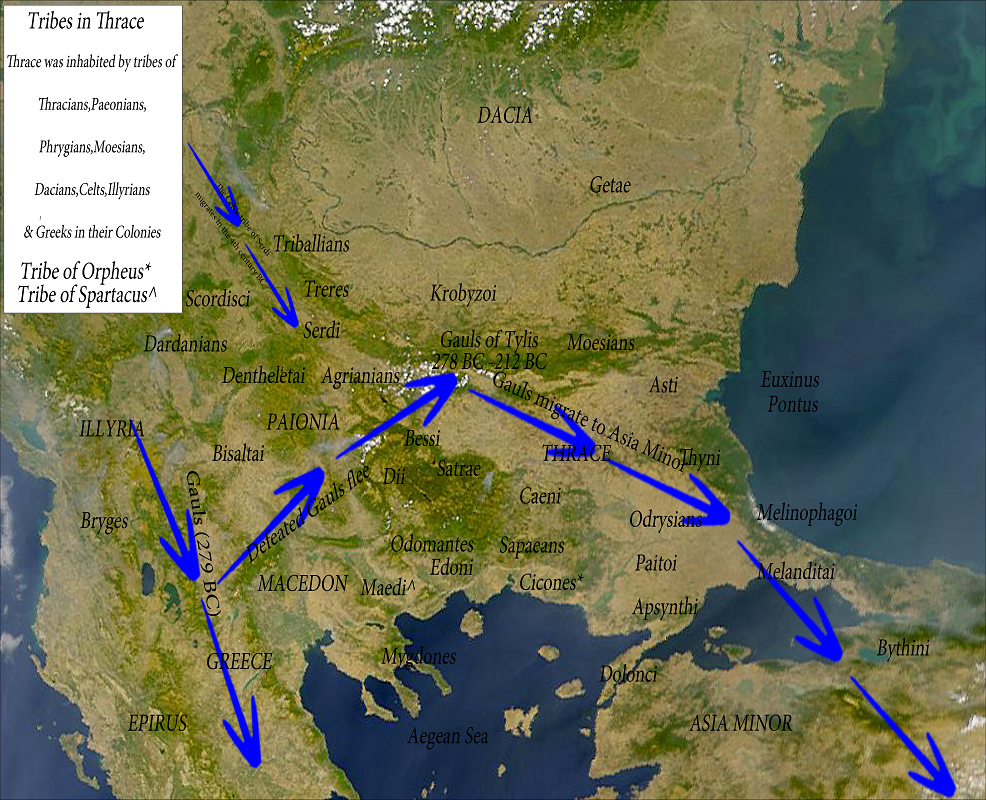 Tribes in Thrace
Thrace was inhabited by tribes of
Thracians,Paeonians,
Phrygians,Moesians,
Dacians,Celts,Illyrians
& Greeks in their Colonies
Tribe of Orpheus*
Tribe of Spartacus^
DACIA
Getae
The Celtic tribe of Serdi
migrates in the 4th century BC
Triballians
Treres
Scordisci
Krobyzoi
Serdi
Dardanians
Gauls of Tylis
278 BC -212 BC
Moesians
Dentheletai
Agrianians
Asti
Euxinus
Pontus
Gauls migrate to Asia Minor
ILLYRIA
PAIONIA
Bessi
THRACE
Thyni
Bisaltai
Dii
Satrae
Caeni
Gauls (279 BC)
Defeated Gauls flee
Bryges
Odrysians
Melinophagoi
Odomantes
Sapaeans
Edoni
Paitoi
Melanditai
MACEDON
Maedi^
Cicones*
Apsynthi
GREECE
Mygdones
Bythini
Dolonci
EPIRUS
Aegean Sea
ASIA MINOR